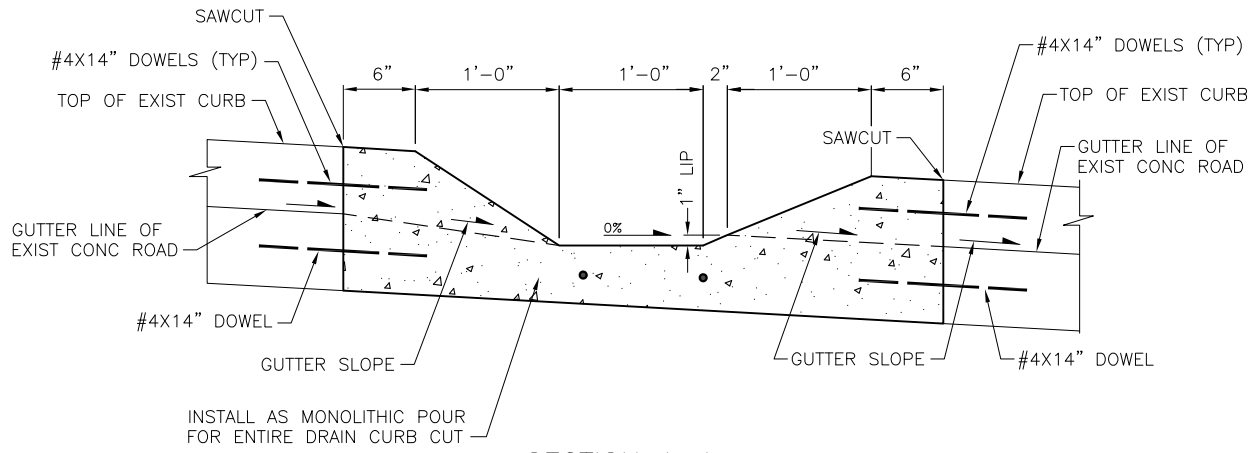 SAWCUT
#4X14" DOWELS (TYP)
TOP OF EXIST CURB
6"
1'-0"
1'-0"
2"
1'-0"
6"
#4X14" DOWELS (TYP)
TOP OF EXIST CURB
SAWCUT
GUTTER LINE OF
EXIST CONC ROAD
1" LIP
0%
GUTTER LINE OF
EXIST CONC ROAD
#4X14" DOWEL
GUTTER SLOPE
GUTTER SLOPE
#4X14" DOWEL
INSTALL AS MONOLITHIC POUR
FOR ENTIRE DRAIN CURB CUT